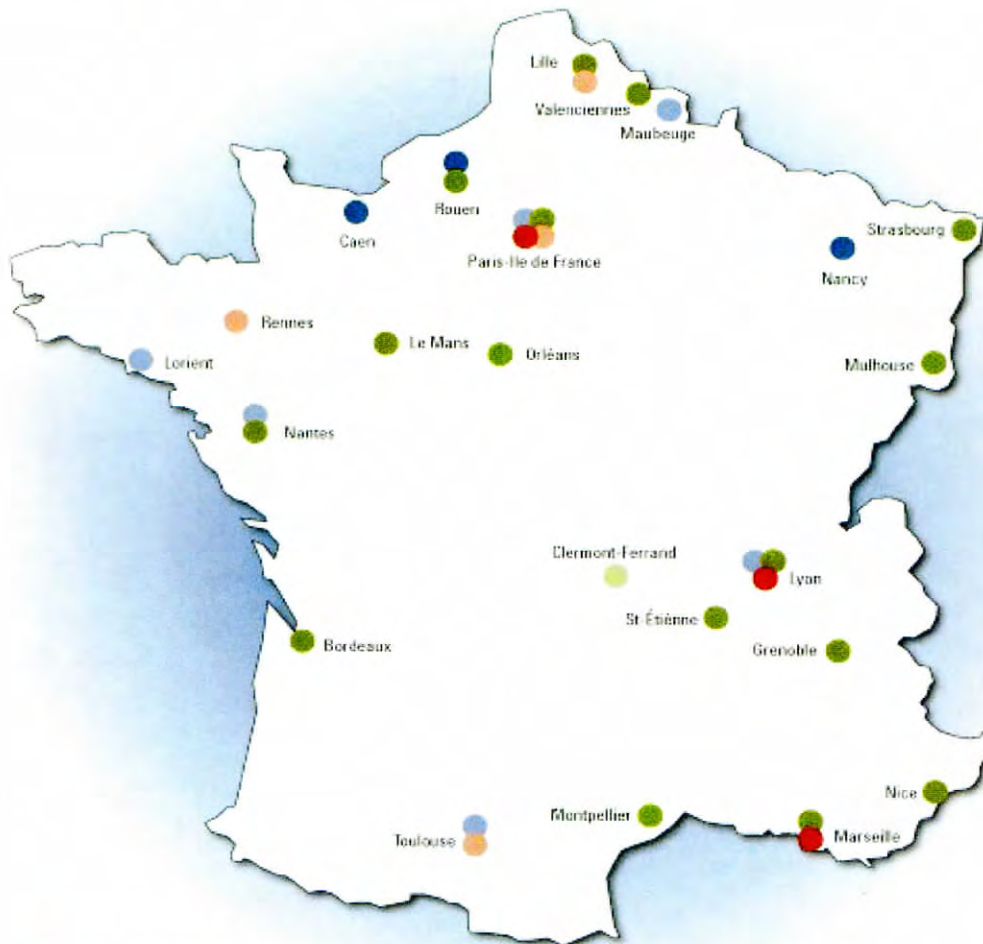 Lille
Valenciennes
Maubeuge
Rouen
Caen
Paris-Ile de France
Strasbourg
Nancy
Rennes
Le Mans
Orléans
Lorient
Mulhouse
Nantes
Clermont-Ferrand
Lyon
St-Étiènne
Bordeaux
Grenoble
Nice
Montpellier
Toulouse
Marseille